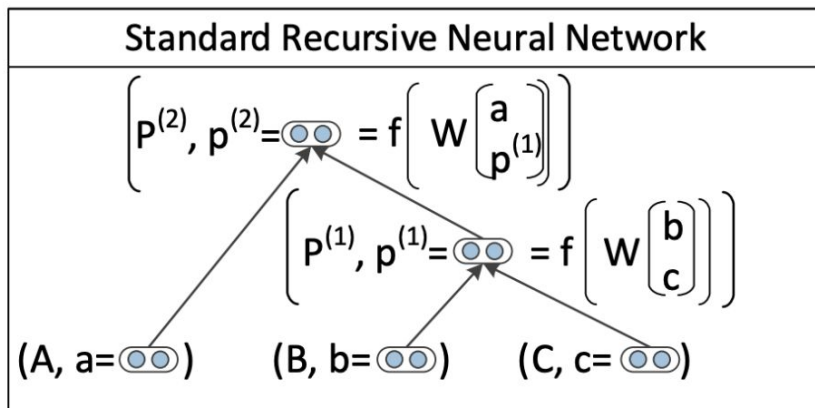 Standard Recursive Neural Network
(P^(2), p^(2)= = f(W[a p^(1)]))
(P^(1), p^(1)= = f(W[b c]))
(A, a= ) (B, b= ) (C, c= )